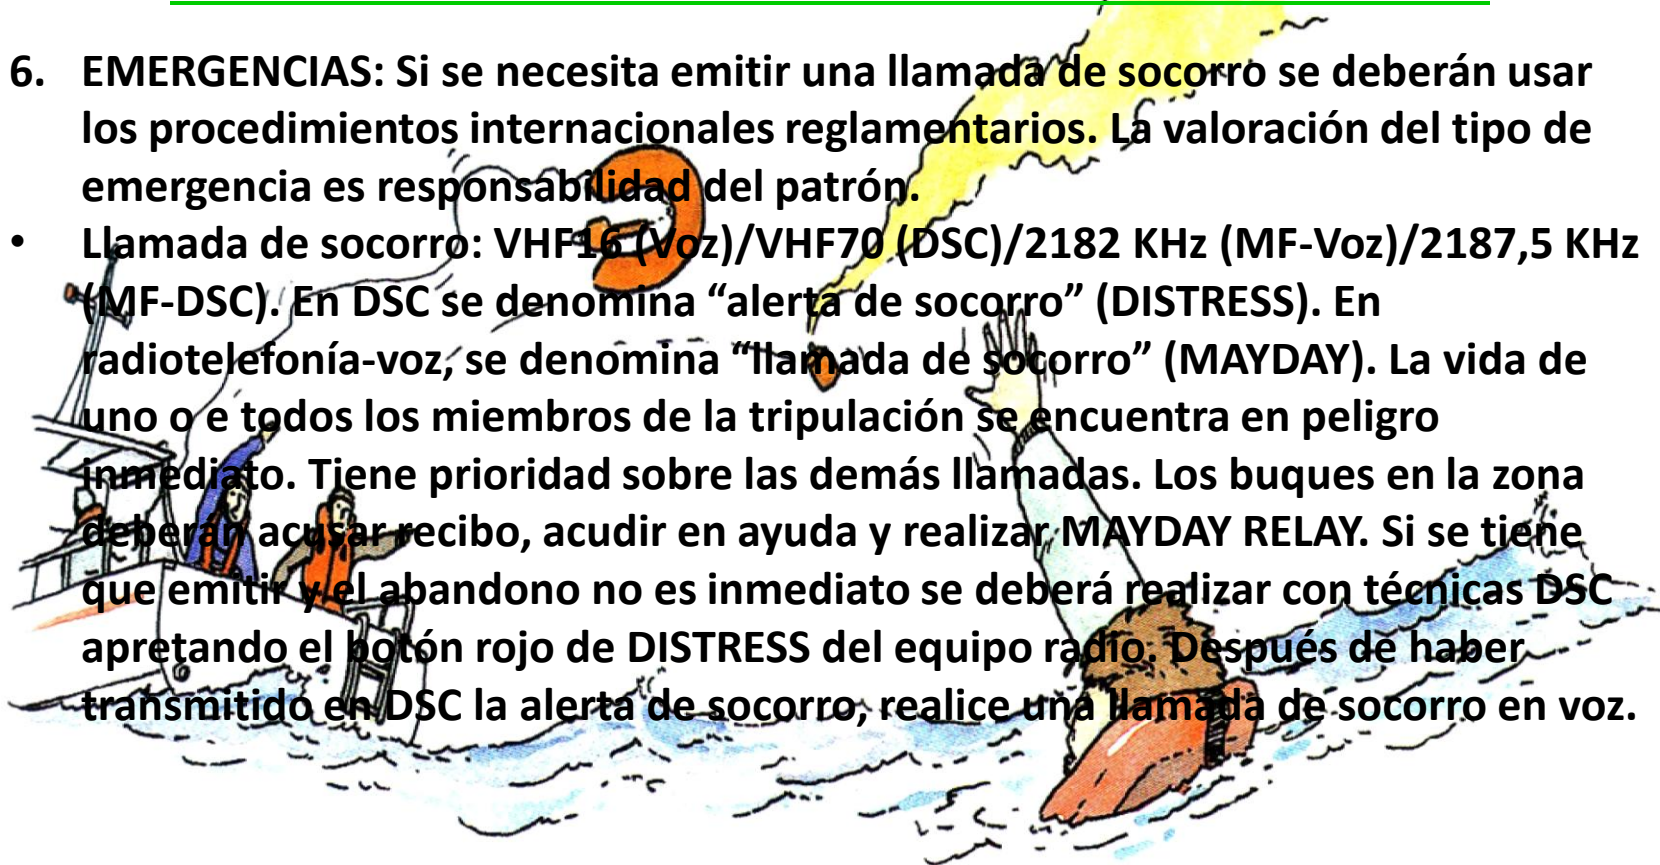 6. EMERGENCIAS: Si se necesita emitir una llamada de socorro se deberán usar
los procedimientos internacionales reglamentarios. La valoración del tipo de
emergencia es responsabilidad del patrón.
• Llamada de socorro: VHF16 (Voz)/VHF70 (DSC)/2182 KHz (MF-Voz)/2187,5 KHz
(MF-DSC). En DSC se denomina “alerta de socorro” (DISTRESS). En
radiotelefonía-voz, se denomina “llamada de socorro” (MAYDAY). La vida de
uno o e todos los miembros de la tripulación se encuentra en peligro
inmediato. Tiene prioridad sobre las demás llamadas. Los buques en la zona
deberán acusar recibo, acudir en ayuda y realizar MAYDAY RELAY. Si se tiene
que emitir y el abandono no es inmediato se deberá realizar con técnicas DSC
apretando el botón rojo de DISTRESS del equipo radio. Después de haber
transmitido en DSC la alerta de socorro, realice una llamada de socorro en voz.